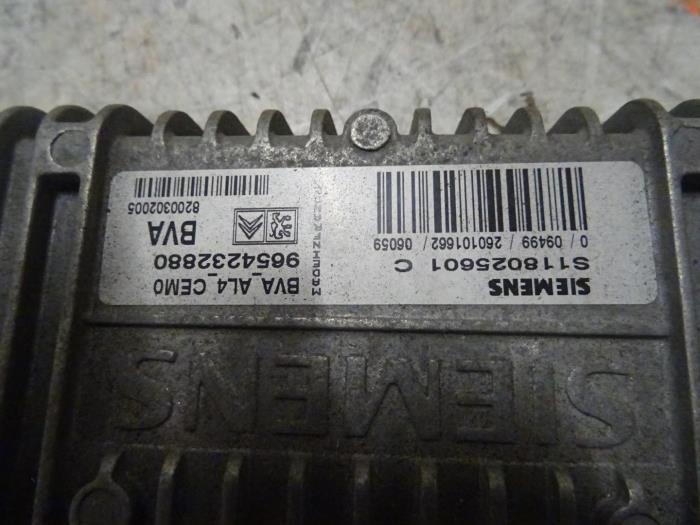 SIEMENS
S118025601 C
0 / 09499 / 260101662 / 06059
BVA_AL4_CEM0
9654232880
BVA
8200302005
SIEMENS